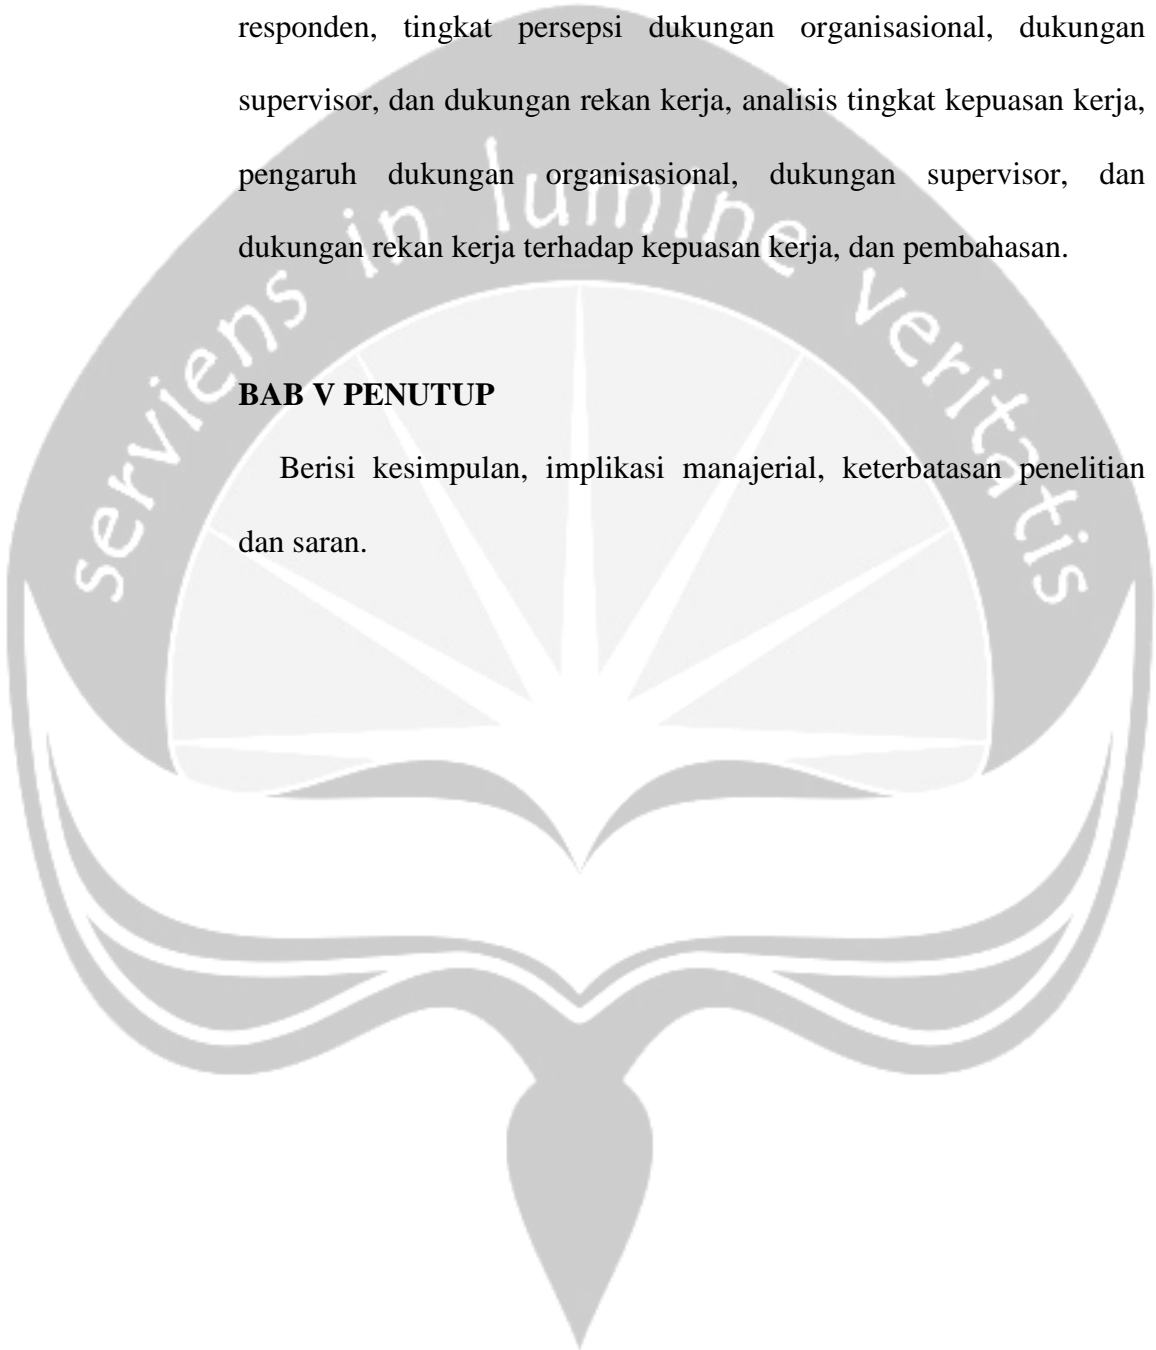 responden, tingkat persepsi dukungan organisasional, dukungan
supervisor, dan dukungan rekan kerja, analisis tingkat kepuasan kerja,
pengaruh dukungan organisasional, dukungan supervisor, dan
dukungan rekan kerja terhadap kepuasan kerja, dan pembahasan.
BAB V PENUTUP
Berisi kesimpulan, implikasi manajerial, keterbatasan penelitian
dan saran.
serviens in lumine veritatis